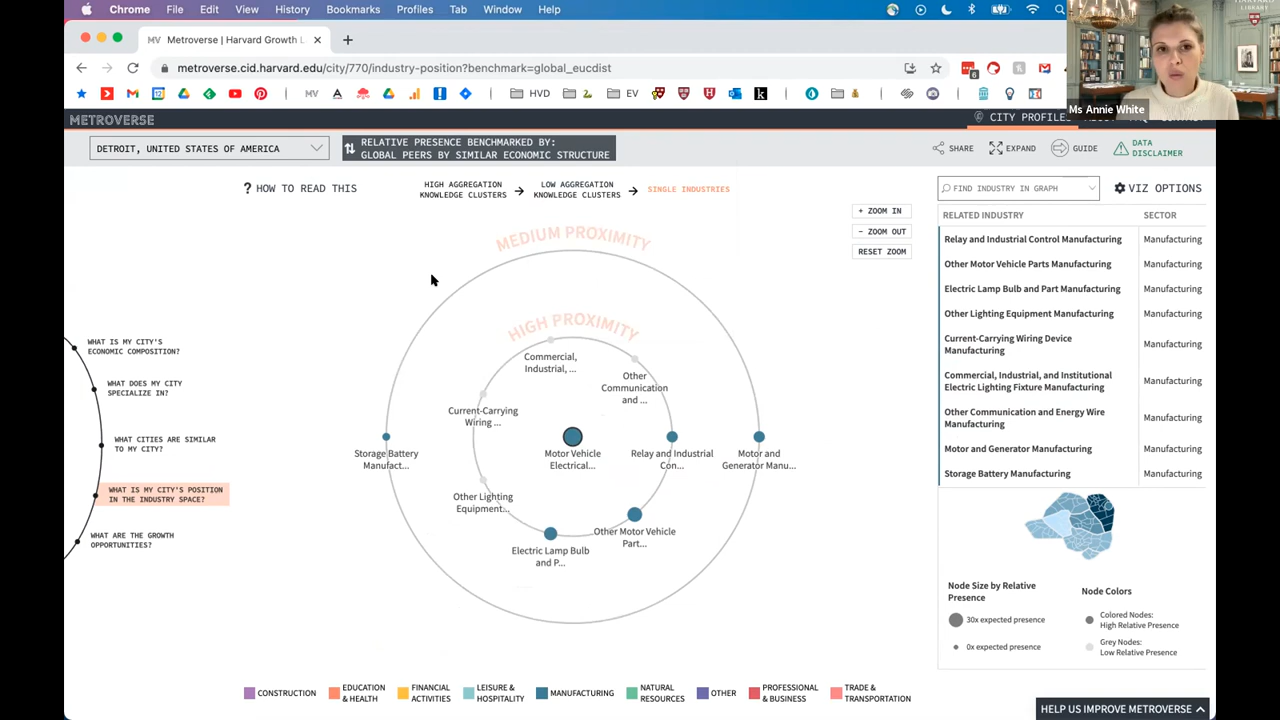 Chrome File Edit View History Bookmarks Profiles Tab Window Help
MV Metroverse | Harvard Growth L
metroverse.cid.harvard.edu/city/770/industry-position?benchmark=global_eucdist
HVD
EV
Ms Annie White
METROVERSE
CITY PROFILES
DETROIT, UNITED STATES OF AMERICA
RELATIVE PRESENCE BENCHMARKED BY:
GLOBAL PEERS BY SIMILAR ECONOMIC STRUCTURE
SHARE
EXPAND
GUIDE
DATA
DISCLAIMER
? HOW TO READ THIS
HIGH AGGREGATION
KNOWLEDGE CLUSTERS
LOW AGGREGATION
KNOWLEDGE CLUSTERS
SINGLE INDUSTRIES
FIND INDUSTRY IN GRAPH
VIZ OPTIONS
+ ZOOM IN
− ZOOM OUT
RESET ZOOM
WHAT IS MY CITY'S
ECONOMIC COMPOSITION?
WHAT DOES MY CITY
SPECIALIZE IN?
WHAT CITIES ARE SIMILAR
TO MY CITY?
WHAT IS MY CITY'S POSITION
IN THE INDUSTRY SPACE?
WHAT ARE THE GROWTH
OPPORTUNITIES?
MEDIUM PROXIMITY
HIGH PROXIMITY
Commercial,
Industrial, ...
Other
Communication
and ...
Current-Carrying
Wiring ...
Storage Battery
Manufact...
Motor Vehicle
Electrical...
Relay and Industrial
Con...
Motor and
Generator Manu...
Other Lighting
Equipment...
Electric Lamp Bulb
and P...
Other Motor Vehicle
Part...
RELATED INDUSTRY SECTOR
Relay and Industrial Control Manufacturing Manufacturing
Other Motor Vehicle Parts Manufacturing Manufacturing
Electric Lamp Bulb and Part Manufacturing Manufacturing
Other Lighting Equipment Manufacturing Manufacturing
Current-Carrying Wiring Device
Manufacturing
Manufacturing
Commercial, Industrial, and Institutional
Electric Lighting Fixture Manufacturing
Manufacturing
Other Communication and Energy Wire
Manufacturing
Manufacturing
Motor and Generator Manufacturing Manufacturing
Storage Battery Manufacturing Manufacturing
Node Size by Relative
Presence
30x expected presence
0x expected presence
Node Colors
Colored Nodes:
High Relative Presence
Grey Nodes:
Low Relative Presence
CONSTRUCTION
EDUCATION
& HEALTH
FINANCIAL
ACTIVITIES
LEISURE &
HOSPITALITY
MANUFACTURING
NATURAL
RESOURCES
OTHER
PROFESSIONAL
& BUSINESS
TRADE &
TRANSPORTATION
HELP US IMPROVE METROVERSE